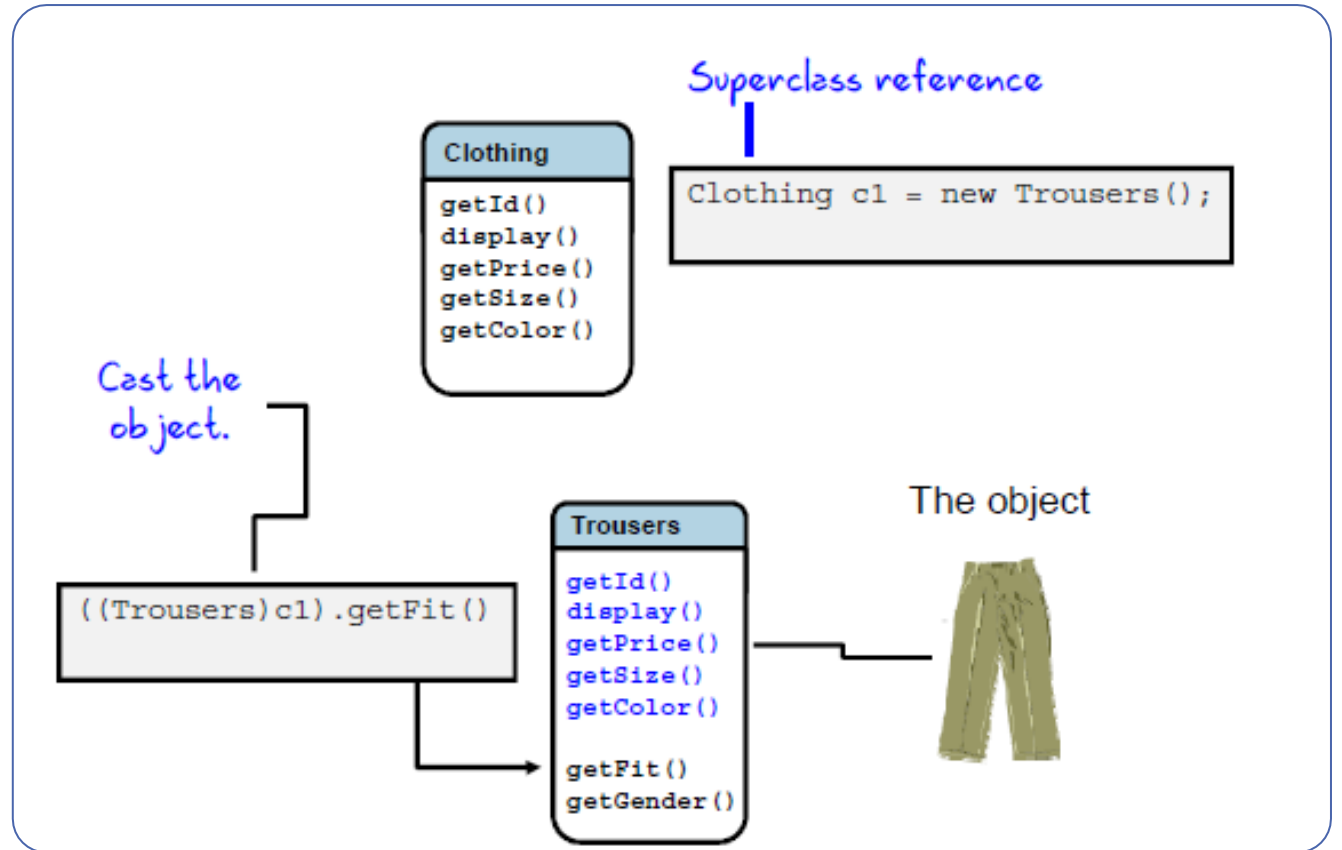 Superclass reference
Clothing
getId()
display()
getPrice()
getSize()
getColor()
Clothing c1 = new Trousers();
Cast the
object.
((Trousers)c1).getFit()
Trousers
getId()
display()
getPrice()
getSize()
getColor()
getFit()
getGender()
The object